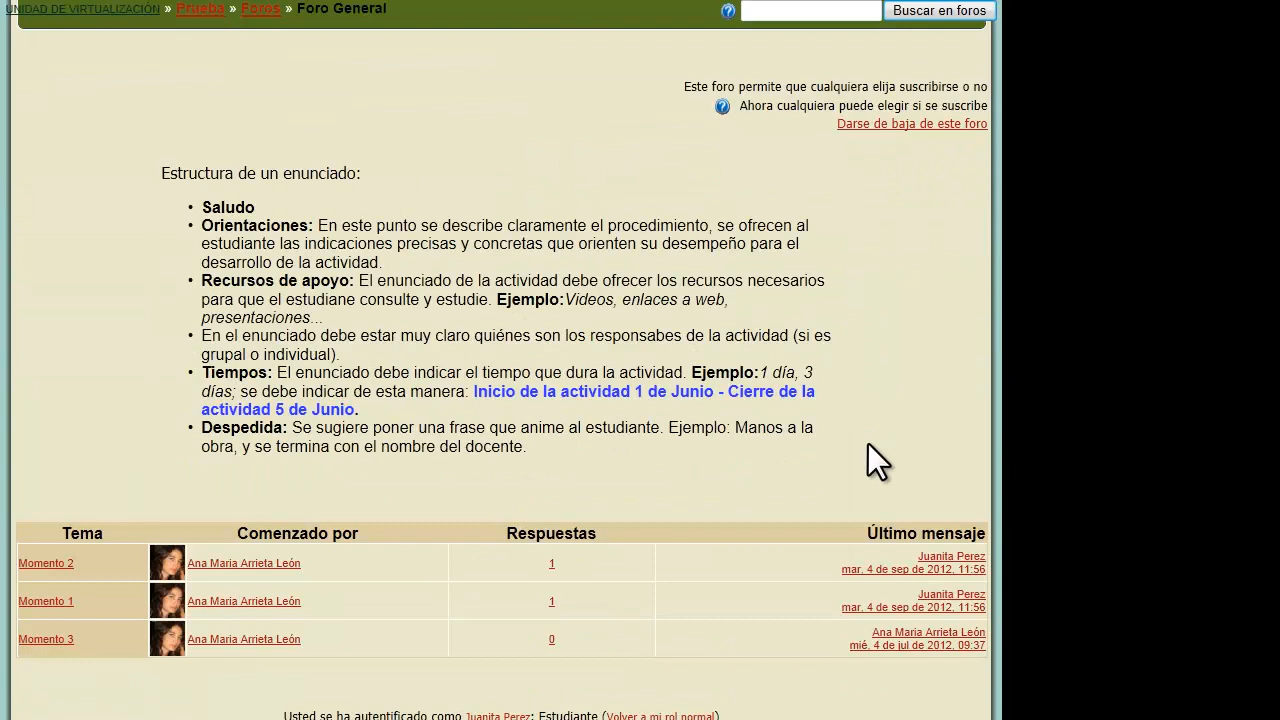 UNIDAD DE VIRTUALIZACIÓN » Prueba » Foros » Foro General
Buscar en foros
Este foro permite que cualquiera elija suscribirse o no
Ahora cualquiera puede elegir si se suscribe
Darse de baja de este foro
Estructura de un enunciado:
• Saludo
• Orientaciones: En este punto se describe claramente el procedimiento, se ofrecen al
estudiante las indicaciones precisas y concretas que orienten su desempeño para el
desarrollo de la actividad.
• Recursos de apoyo: El enunciado de la actividad debe ofrecer los recursos necesarios
para que el estudiane consulte y estudie. Ejemplo:Videos, enlaces a web,
presentaciones...
• En el enunciado debe estar muy claro quiénes son los responsabes de la actividad (si es
grupal o individual).
• Tiempos: El enunciado debe indicar el tiempo que dura la actividad. Ejemplo:1 día, 3
días; se debe indicar de esta manera: Inicio de la actividad 1 de Junio - Cierre de la
actividad 5 de Junio.
• Despedida: Se sugiere poner una frase que anime al estudiante. Ejemplo: Manos a la
obra, y se termina con el nombre del docente.
Tema Comenzado por Respuestas Último mensaje
Momento 2 Ana Maria Arrieta León 1 Juanita Perez
mar, 4 de sep de 2012, 11:56
Momento 1 Ana Maria Arrieta León 1 Juanita Perez
mar, 4 de sep de 2012, 11:56
Momento 3 Ana Maria Arrieta León 0 Ana Maria Arrieta León
mié, 4 de jul de 2012, 09:37
Usted se ha autentificado como Juanita Perez: Estudiante (Volver a mi rol normal)